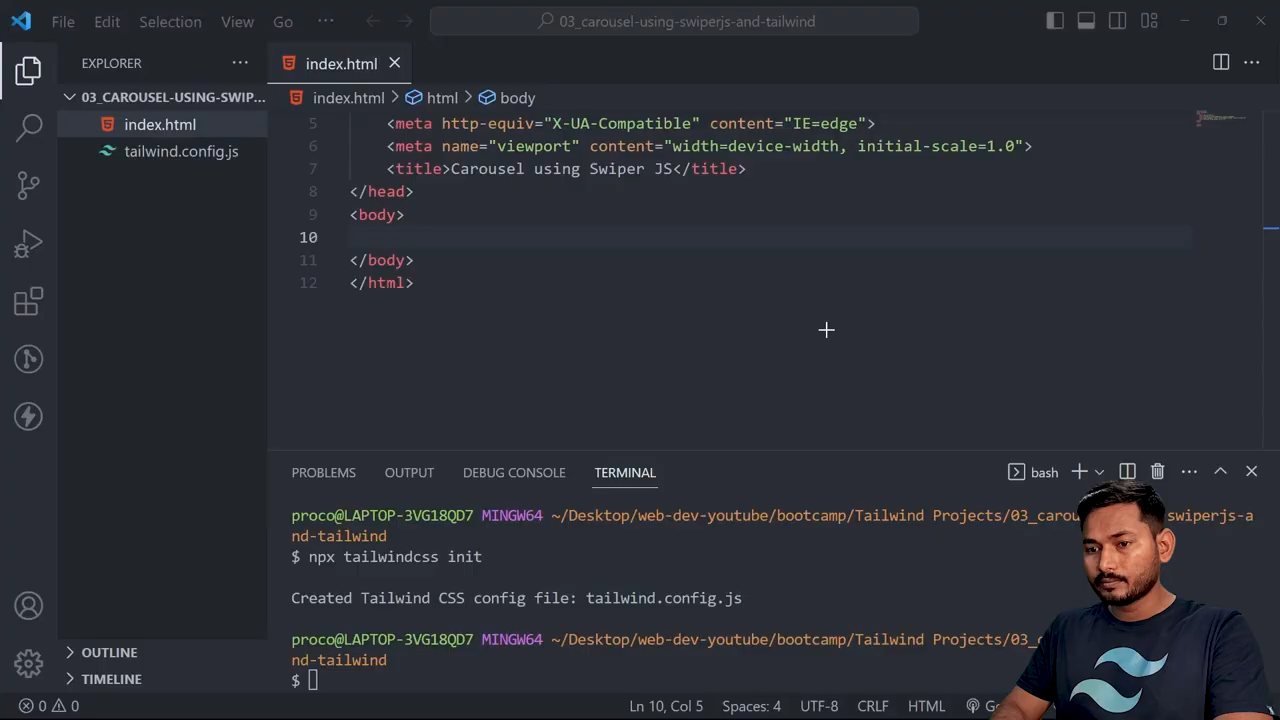 File Edit Selection View Go ··· 03_carousel-using-swiperjs-and-tailwind
EXPLORER ···
index.html
03_CAROUSEL-USING-SWIP...
index.html
tailwind.config.js
index.html > html > body
5 <meta http-equiv="X-UA-Compatible" content="IE=edge">
6 <meta name="viewport" content="width=device-width, initial-scale=1.0">
7 <title>Carousel using Swiper JS</title>
8 </head>
9 <body>
10
11 </body>
12 </html>
PROBLEMS OUTPUT DEBUG CONSOLE TERMINAL
bash
proco@LAPTOP-3VG18QD7 MINGW64 ~/Desktop/web-dev-youtube/bootcamp/Tailwind Projects/03_carou swiperjs-a
nd-tailwind
$ npx tailwindcss init
Created Tailwind CSS config file: tailwind.config.js
proco@LAPTOP-3VG18QD7 MINGW64 ~/Desktop/web-dev-youtube/bootcamp/Tailwind Projects/03_c
nd-tailwind
$
OUTLINE
TIMELINE
0 0 Ln 10, Col 5 Spaces: 4 UTF-8 CRLF HTML